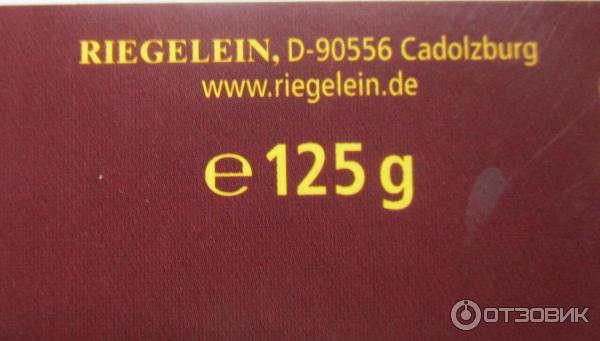 RIEGELEIN, D-90556 Cadolzburg
www.riegelein.de
℮ 125 g
ОТЗОВИК